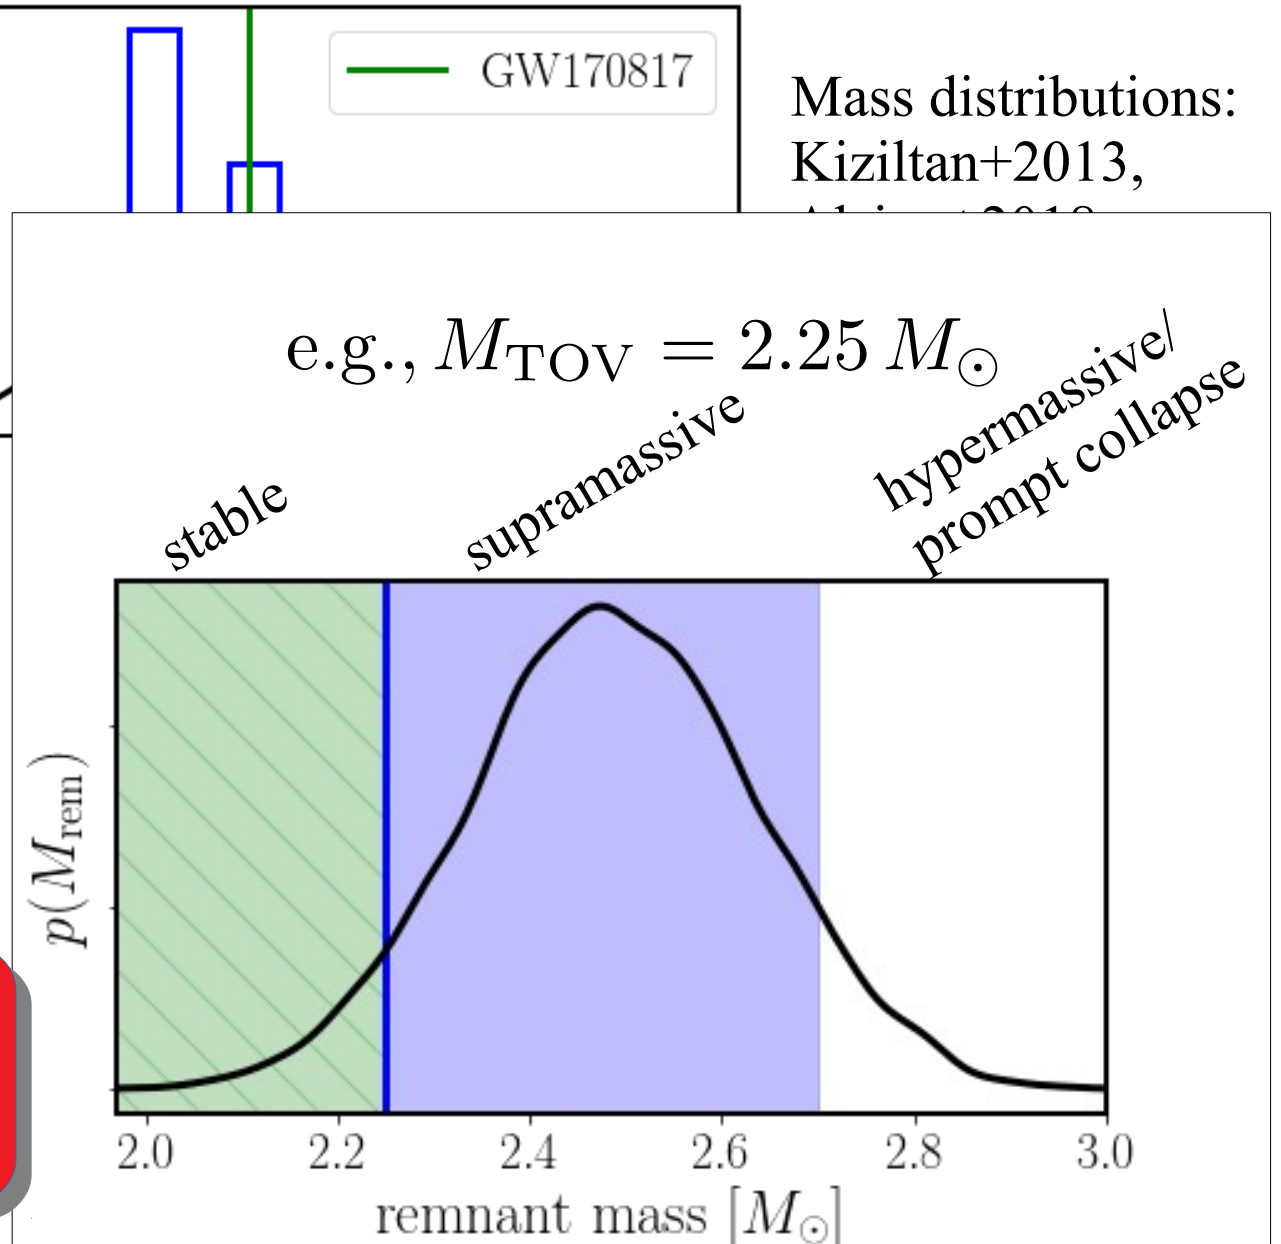 GW170817
Mass distributions:
Kiziltan+2013,
e.g., M_TOV = 2.25 M_⊙
stable
supramassive
hypermassive/
prompt collapse
p(M_rem)
2.0 2.2 2.4 2.6 2.8 3.0
remnant mass [M_⊙]